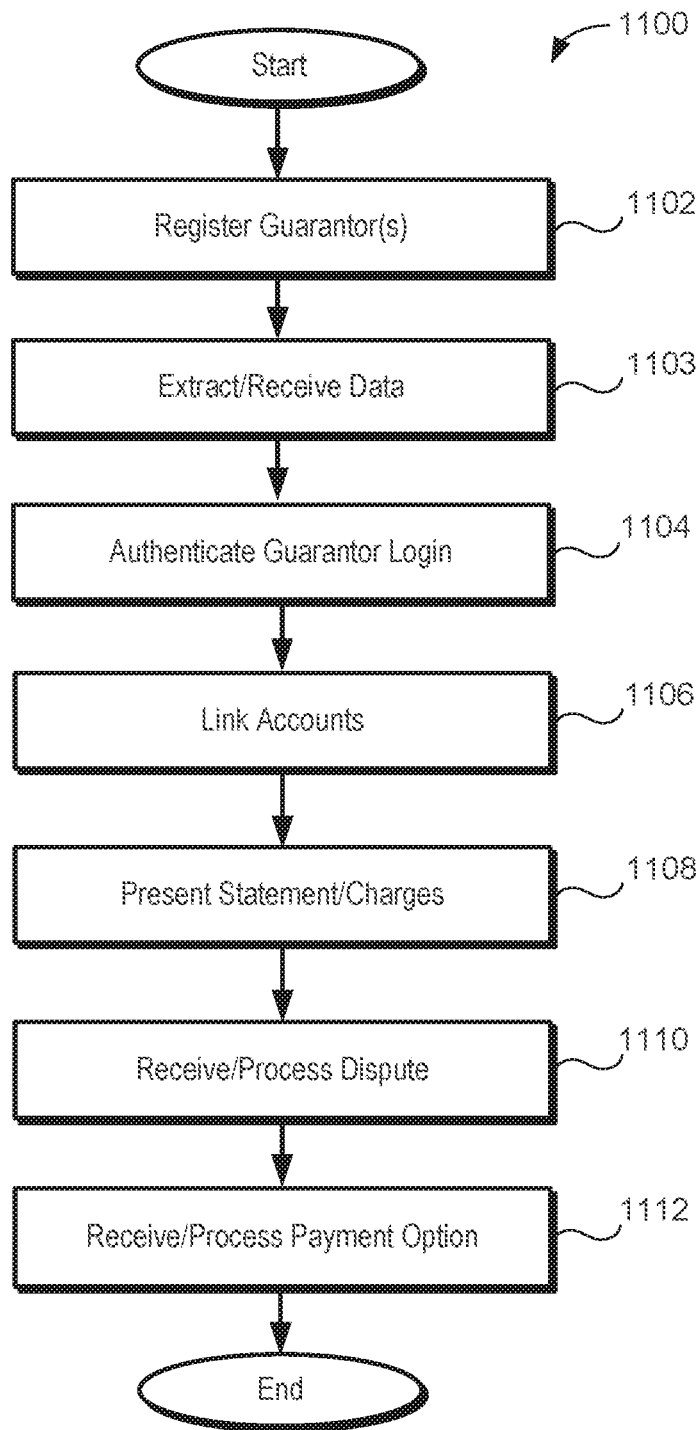 1100
Start
Register Guarantor(s)
1102
Extract/Receive Data
1103
Authenticate Guarantor Login
1104
Link Accounts
1106
Present Statement/Charges
1108
Receive/Process Dispute
1110
Receive/Process Payment Option
1112
End